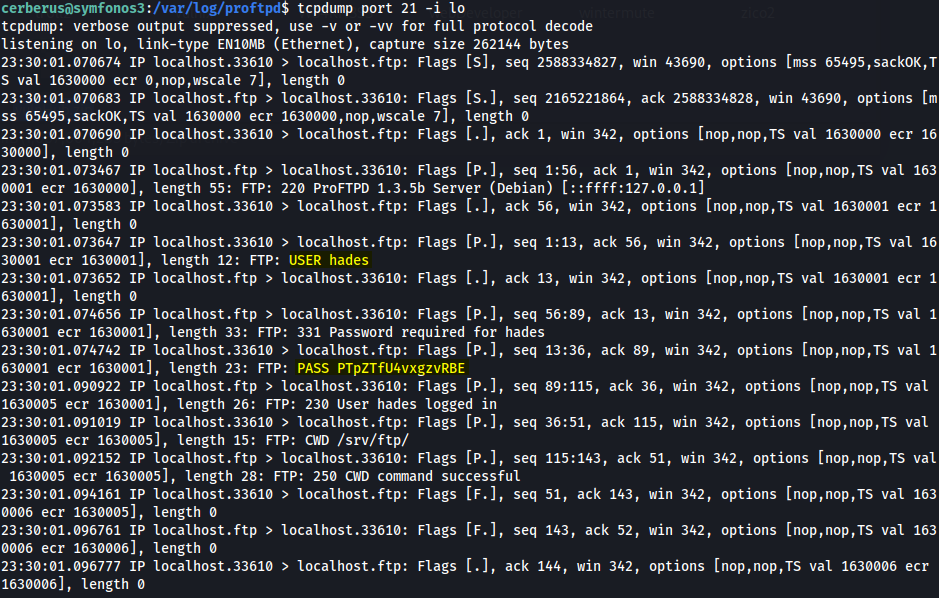 cerberus@symfonos3:/var/log/proftpd$ tcpdump port 21 -i lo
tcpdump: verbose output suppressed, use -v or -vv for full protocol decode
listening on lo, link-type EN10MB (Ethernet), capture size 262144 bytes
23:30:01.070674 IP localhost.33610 > localhost.ftp: Flags [S], seq 2588334827, win 43690, options [mss 65495,sackOK,T
S val 1630000 ecr 0,nop,wscale 7], length 0
23:30:01.070683 IP localhost.ftp > localhost.33610: Flags [S.], seq 2165221864, ack 2588334828, win 43690, options [m
ss 65495,sackOK,TS val 1630000 ecr 1630000,nop,wscale 7], length 0
23:30:01.070690 IP localhost.33610 > localhost.ftp: Flags [.], ack 1, win 342, options [nop,nop,TS val 1630000 ecr 16
30000], length 0
23:30:01.073467 IP localhost.ftp > localhost.33610: Flags [P.], seq 1:56, ack 1, win 342, options [nop,nop,TS val 163
0001 ecr 1630000], length 55: FTP: 220 ProFTPD 1.3.5b Server (Debian) [::ffff:127.0.0.1]
23:30:01.073583 IP localhost.33610 > localhost.ftp: Flags [.], ack 56, win 342, options [nop,nop,TS val 1630001 ecr 1
630001], length 0
23:30:01.073647 IP localhost.33610 > localhost.ftp: Flags [P.], seq 1:13, ack 56, win 342, options [nop,nop,TS val 16
30001 ecr 1630001], length 12: FTP: USER hades
23:30:01.073652 IP localhost.ftp > localhost.33610: Flags [.], ack 13, win 342, options [nop,nop,TS val 1630001 ecr 1
630001], length 0
23:30:01.074656 IP localhost.ftp > localhost.33610: Flags [P.], seq 56:89, ack 13, win 342, options [nop,nop,TS val 1
630001 ecr 1630001], length 33: FTP: 331 Password required for hades
23:30:01.074742 IP localhost.33610 > localhost.ftp: Flags [P.], seq 13:36, ack 89, win 342, options [nop,nop,TS val 1
630001 ecr 1630001], length 23: FTP: PASS PTpZTfU4vxgzvRBE
23:30:01.090922 IP localhost.ftp > localhost.33610: Flags [P.], seq 89:115, ack 36, win 342, options [nop,nop,TS val
1630005 ecr 1630001], length 26: FTP: 230 User hades logged in
23:30:01.091019 IP localhost.33610 > localhost.ftp: Flags [P.], seq 36:51, ack 115, win 342, options [nop,nop,TS val
1630005 ecr 1630005], length 15: FTP: CWD /srv/ftp/
23:30:01.092152 IP localhost.ftp > localhost.33610: Flags [P.], seq 115:143, ack 51, win 342, options [nop,nop,TS val
1630005 ecr 1630005], length 28: FTP: 250 CWD command successful
23:30:01.094161 IP localhost.33610 > localhost.ftp: Flags [F.], seq 51, ack 143, win 342, options [nop,nop,TS val 163
0006 ecr 1630005], length 0
23:30:01.096761 IP localhost.ftp > localhost.33610: Flags [F.], seq 143, ack 52, win 342, options [nop,nop,TS val 163
0006 ecr 1630006], length 0
23:30:01.096777 IP localhost.33610 > localhost.ftp: Flags [.], ack 144, win 342, options [nop,nop,TS val 1630006 ecr
1630006], length 0